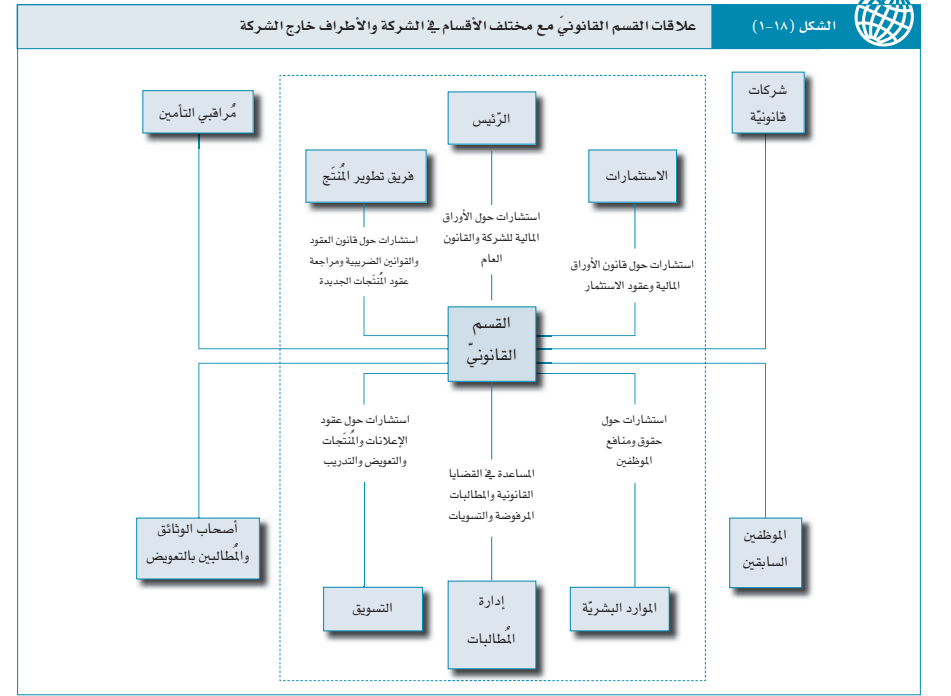 الشكل (١٨-١)
علاقات القسم القانونيّ مع مختلف الأقسام في الشركة والأطراف خارج الشركة
شركات
قانونيّة
الرّئيس
مُراقبي التأمين
الاستثمارات
فريق تطوير المُنتَج
استشارات حول قانون الأوراق
المالية وعقود الاستثمار
استشارات حول الأوراق
المالية للشركة والقانون
العام
استشارات حول قانون العقود
والقوانين الضريبية ومراجعة
عقود المُنتَجات الجديدة
القسم
القانونيّ
استشارات حول
حقوق ومنافع
الموظفين
المساعدة في القضايا
القانونية والمطالبات
المرفوضة والتسويات
استشارات حول عقود
الإعلانات والمُنتَجات
والتعويض والتدريب
الموظفين
السابقين
أصحاب الوثائق
والمُطالبين بالتعويض
الموارد البشريّة
إدارة
المُطالبات
التسويق